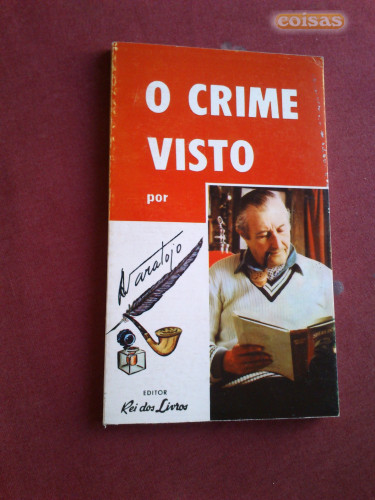 coisas
O CRIME
VISTO
por
Varatojo
EDITOR
Rei dos Livros